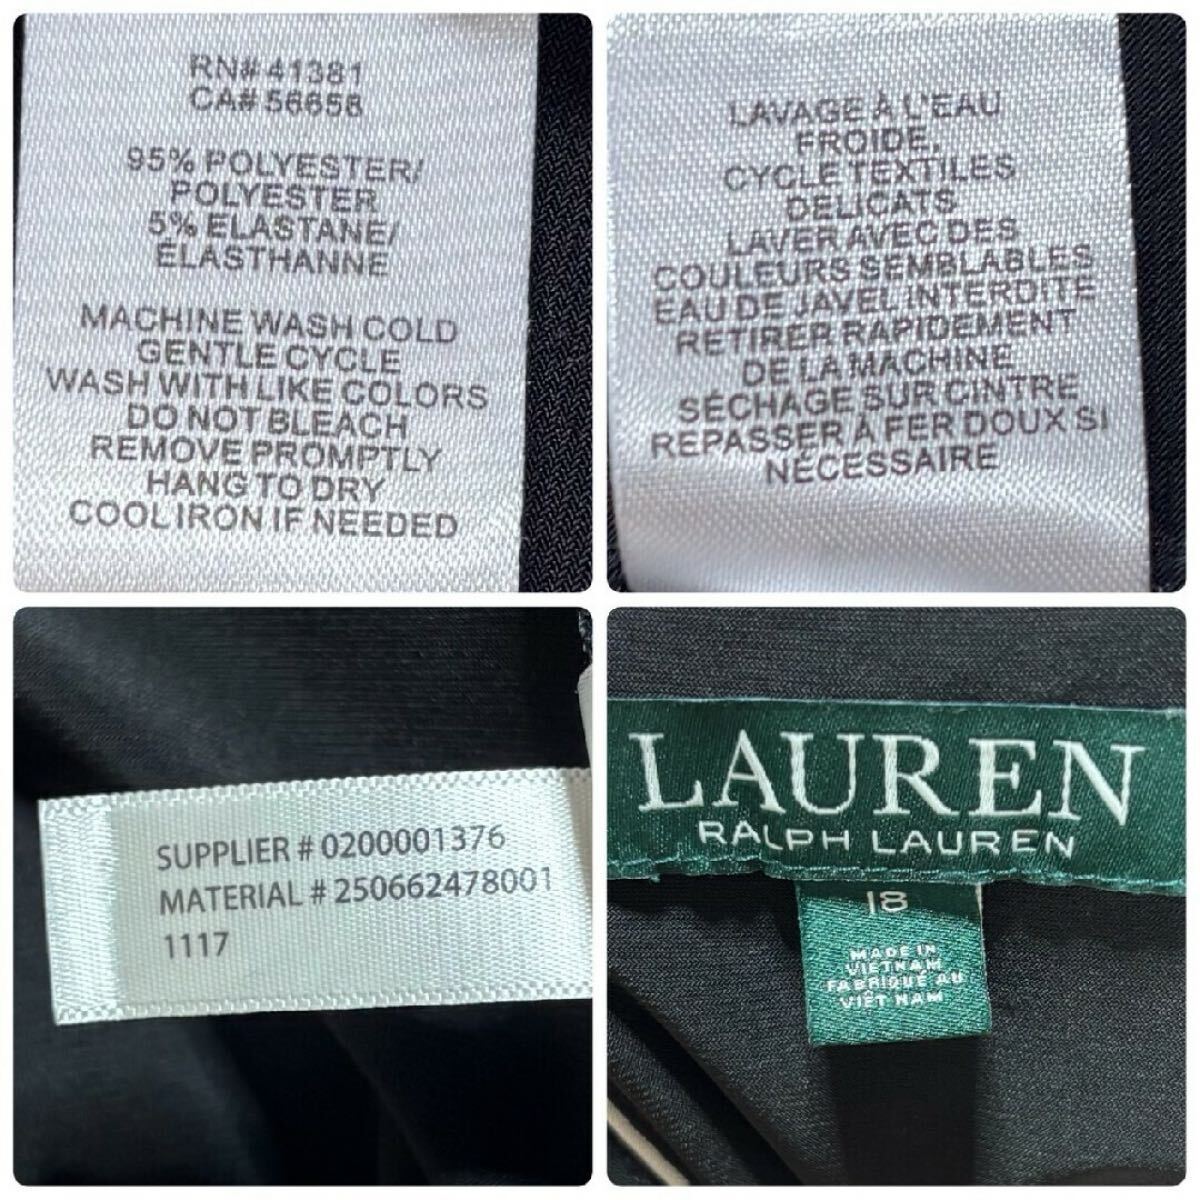 RN# 41381
CA# 56658
95% POLYESTER/
POLYESTER
5% ELASTANE/
ÉLASTHANNE
MACHINE WASH COLD
GENTLE CYCLE
WASH WITH LIKE COLORS
DO NOT BLEACH
REMOVE PROMPTLY
HANG TO DRY
COOL IRON IF NEEDED
LAVAGE À L'EAU
FROIDE,
CYCLE TEXTILES
DÉLICATS
LAVER AVEC DES
COULEURS SEMBLABLES
EAU DE JAVEL INTERDITE
RETIRER RAPIDEMENT
DE LA MACHINE
SÉCHAGE SUR CINTRE
REPASSER À FER DOUX SI
NÉCESSAIRE
SUPPLIER # 0200001376
MATERIAL # 250662478001
1117
LAUREN
RALPH LAUREN
18
MADE IN
VIETNAM
FABRIQUÉ AU
VIÊT NAM